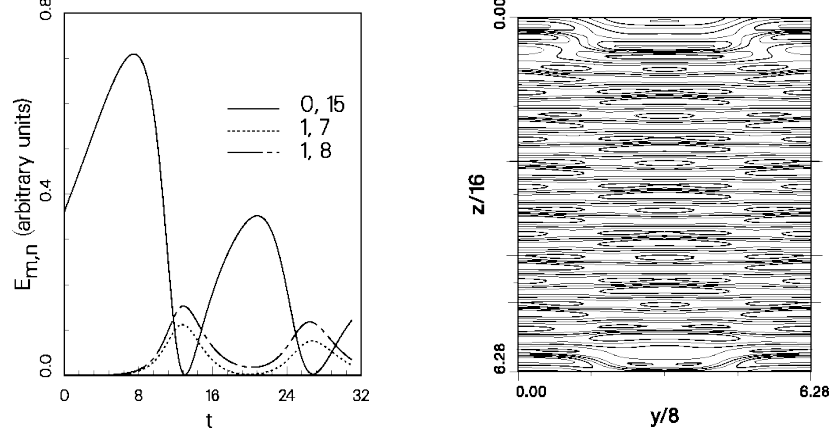 0.8
0.4
0.0
E m,n (arbitrary units)
0, 15
1, 7
1, 8
0 8 16 24 32
t
0.00
z/16
6.28
0.00 6.28
y/8